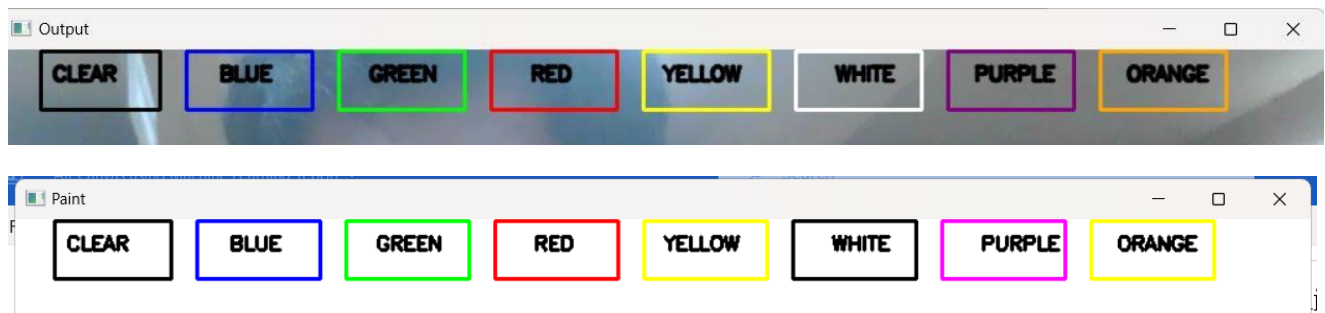 Output
CLEAR BLUE GREEN RED YELLOW WHITE PURPLE ORANGE
Paint
CLEAR BLUE GREEN RED YELLOW WHITE PURPLE ORANGE